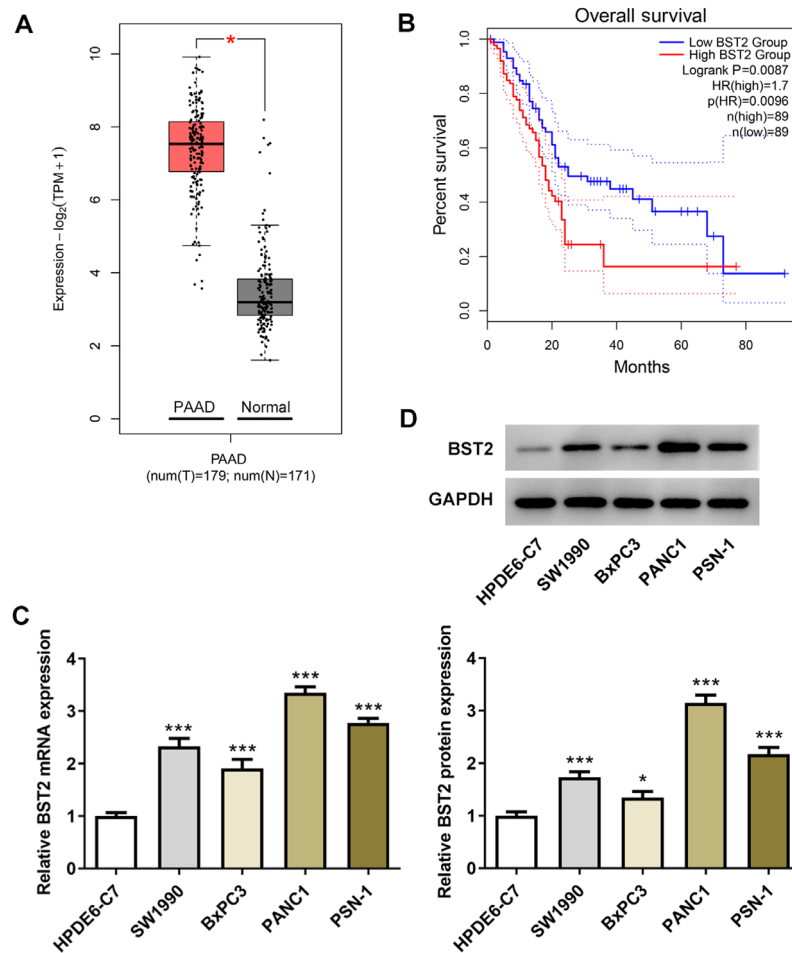 A
*
Expression – log2(TPM + 1)
10
8
6
4
2
0
PAAD
Normal
PAAD
(num(T)=179; num(N)=171)
B
Overall survival
Low BST2 Group
High BST2 Group
Logrank P=0.0087
HR(high)=1.7
p(HR)=0.0096
n(high)=89
n(low)=89
Percent survival
1.0
0.8
0.6
0.4
0.2
0.0
0 20 40 60 80
Months
D
BST2
GAPDH
HPDE6-C7
SW1990
BxPC3
PANC1
PSN-1
C
Relative BST2 mRNA expression
4
3
2
1
0
***
***
***
***
HPDE6-C7
SW1990
BxPC3
PANC1
PSN-1
Relative BST2 protein expression
4
3
2
1
0
***
*
***
***
HPDE6-C7
SW1990
BxPC3
PANC1
PSN-1